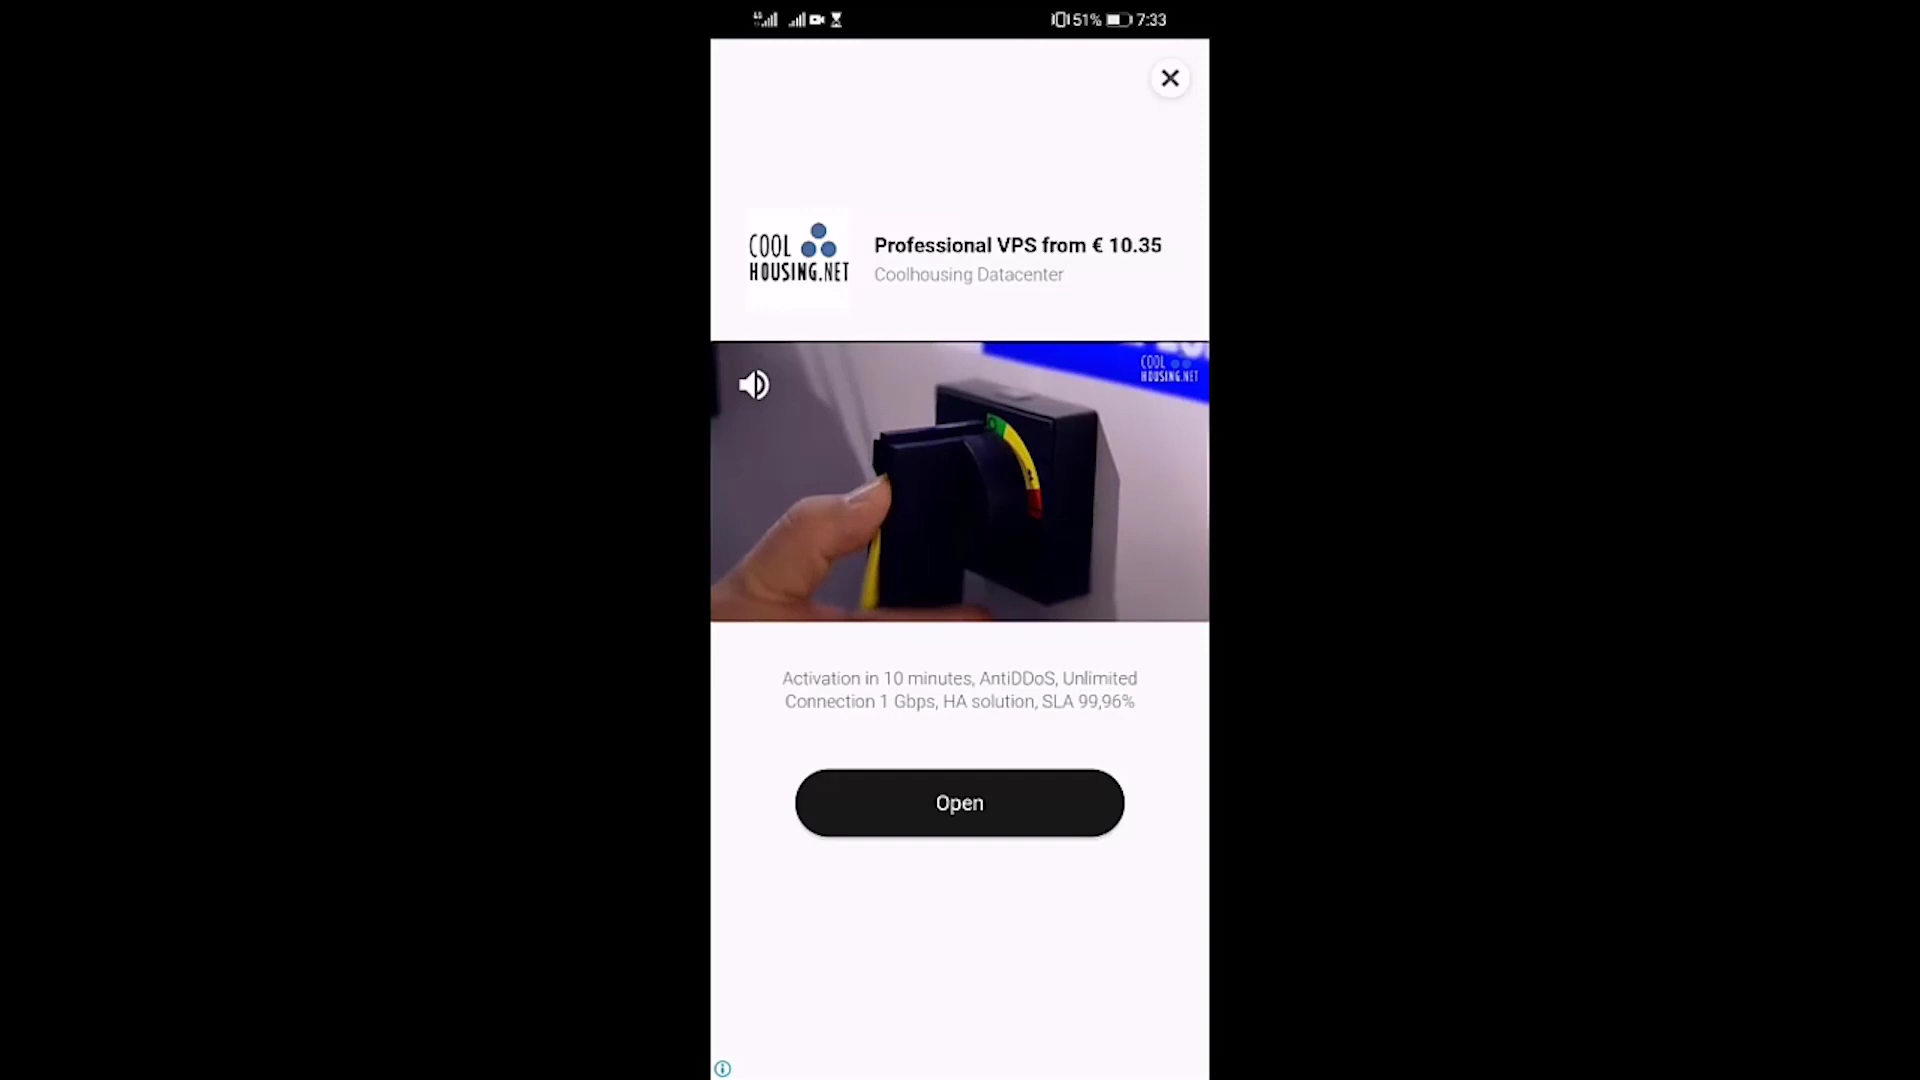 51% 7:33
COOL
HOUSING.NET
Professional VPS from € 10.35
Coolhousing Datacenter
COOL
HOUSING.NET
Activation in 10 minutes, AntiDDoS, Unlimited
Connection 1 Gbps, HA solution, SLA 99,96%
Open